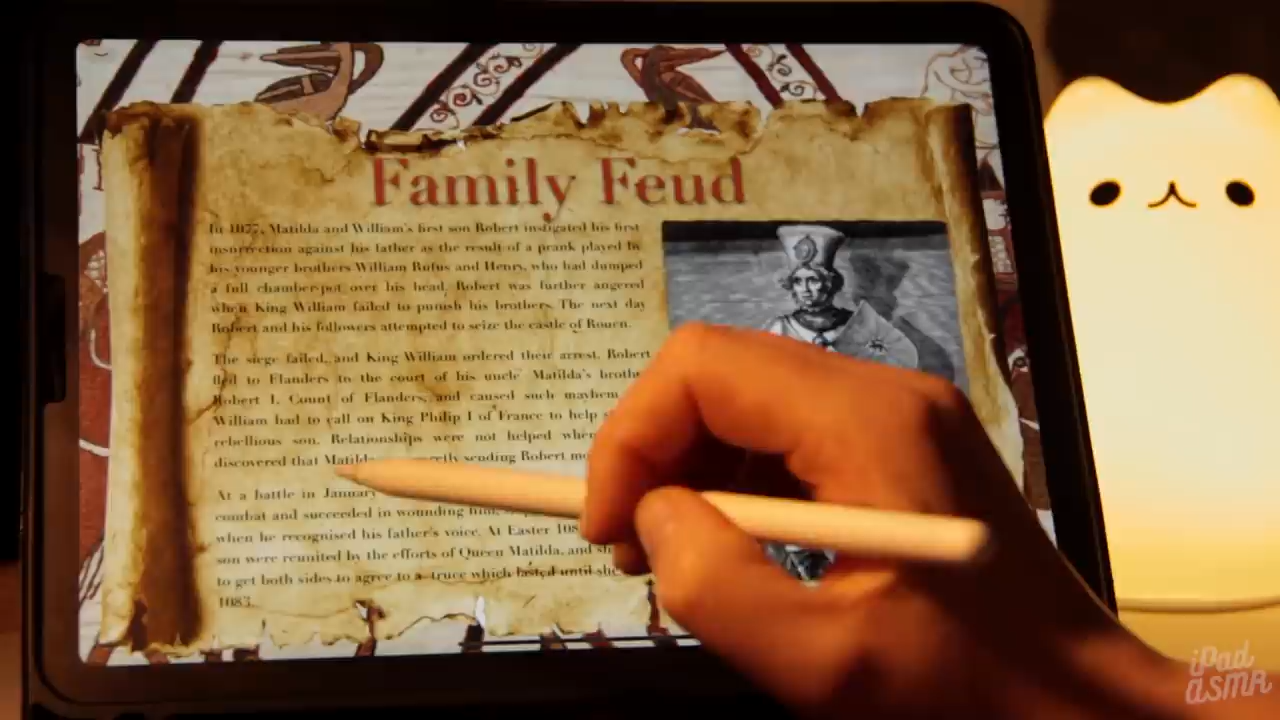 Family Feud
In 1077, Matilda and William's first son Robert instigated his first
insurrection against his father as the result of a prank played by
his younger brothers William Rufus and Henry, who had dumped
a full chamber-pot over his head. Robert was further angered
when King William failed to punish his brothers. The next day
Robert and his followers attempted to seize the castle of Rouen.
The siege failed, and King William ordered their arrest. Robert
fled to Flanders to the court of his uncle Matilda's
Robert I, Count of Flanders, and caused such mayhem
William had to call on King Philip I of France to help
rebellious son. Relationships were not helped
discovered that Matilda sending Robert
At a battle in January
combat and succeeded in wounding him,
when he recognised his father's voice. At Easter
son were reunited by the efforts of Queen Matilda, and
to get both sides to agree to a truce which lasted until she
1083.
iPad
ASMR